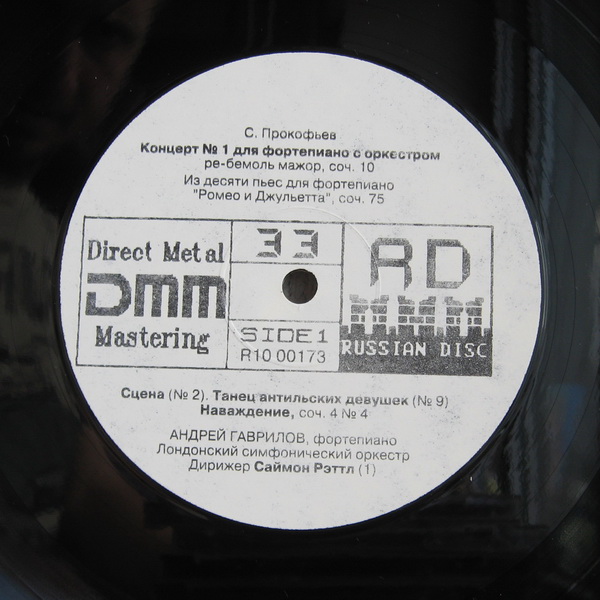 С. Прокофьев
Концерт № 1 для фортепиано с оркестром
ре-бемоль мажор, соч. 10
Из десяти пьес для фортепиано
"Ромео и Джульетта", соч. 75
Direct Metal
DMM
Mastering
33
SIDE 1
R10 00173
RD
RUSSIAN DISC
Сцена (№ 2). Танец антильских девушек (№ 9)
Наваждение, соч. 4 № 4
АНДРЕЙ ГАВРИЛОВ, фортепиано
Лондонский симфонический оркестр
Дирижер Саймон Рэттл (1)